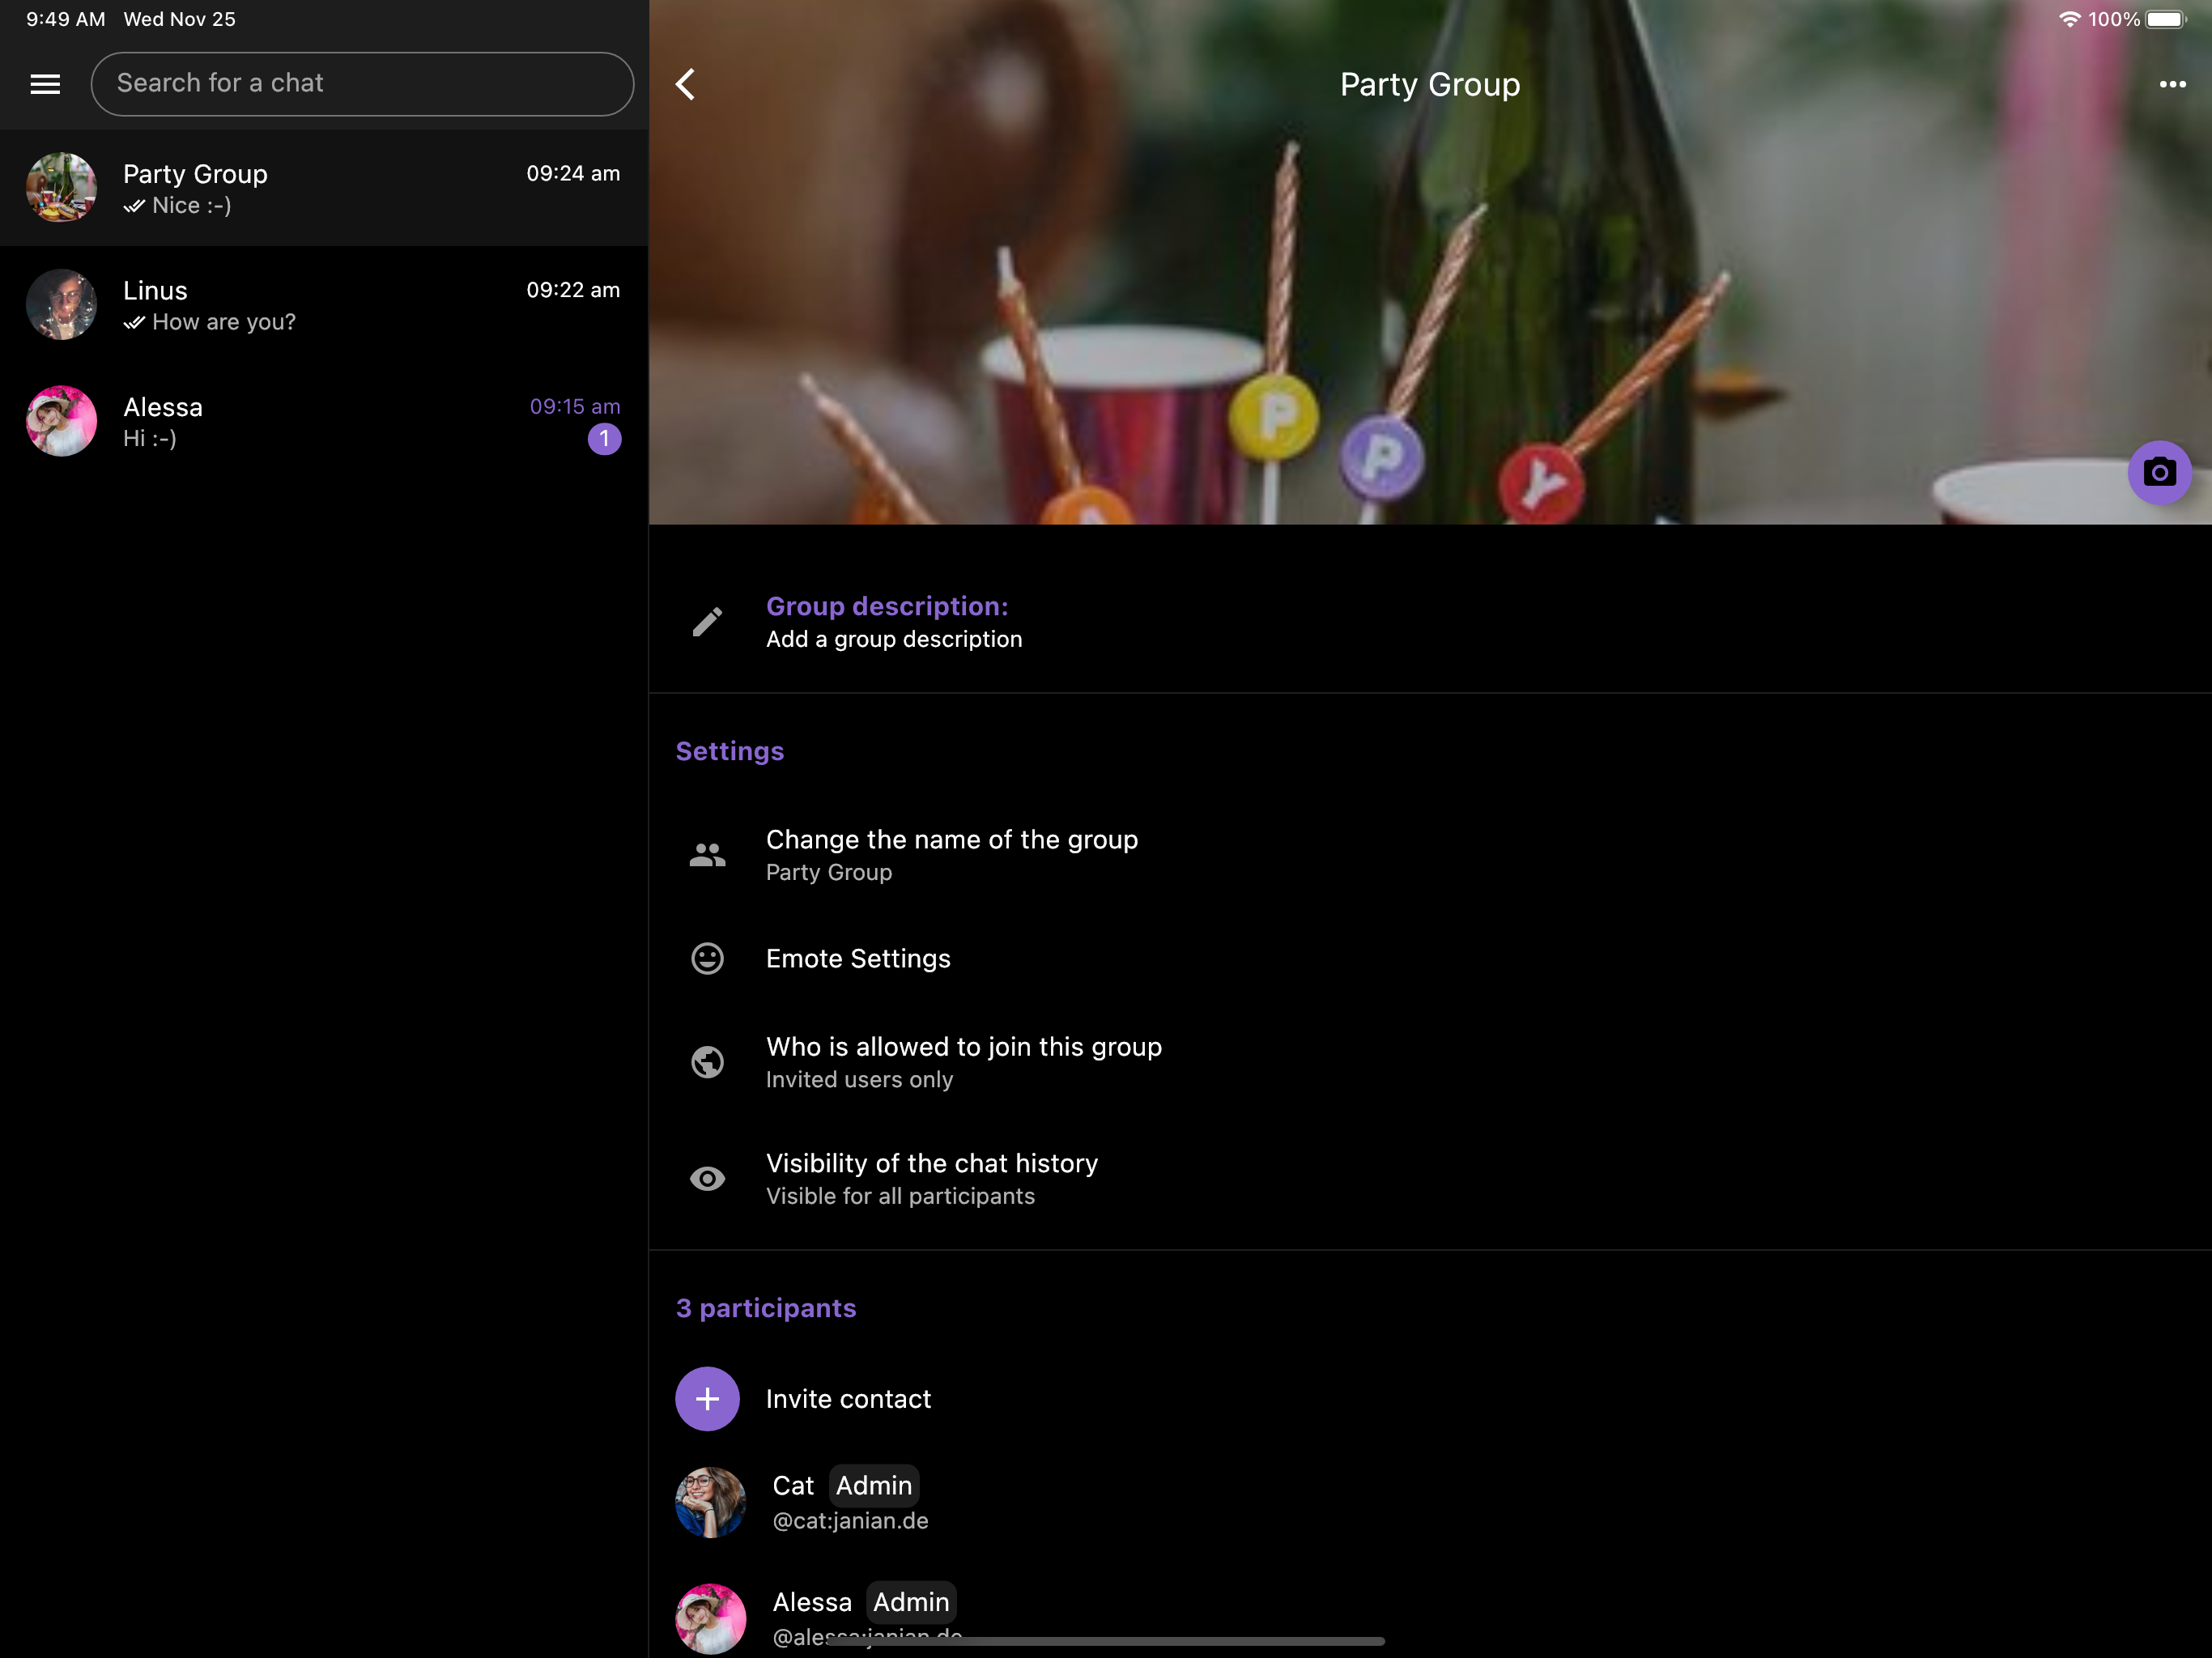 9:49 AM Wed Nov 25
100%
Search for a chat
Party Group
09:24 am
Nice :-)
Linus
09:22 am
How are you?
Alessa
09:15 am
Hi :-)
1
Party Group
P
P
Y
A
Group description:
Add a group description
Settings
Change the name of the group
Party Group
Emote Settings
Who is allowed to join this group
Invited users only
Visibility of the chat history
Visible for all participants
3 participants
Invite contact
Cat Admin
@cat:janian.de
Alessa Admin
@alessa:janian.de